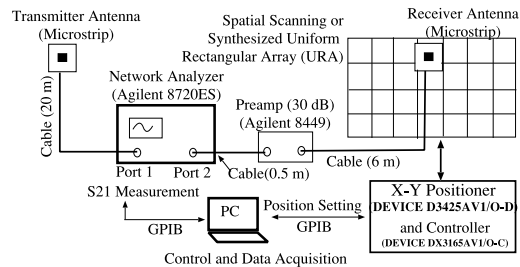 Transmitter Antenna
(Microstrip)
Spatial Scanning or
Synthesized Uniform
Rectangular Array (URA)
Receiver Antenna
(Microstrip)
Cable (20 m)
Network Analyzer
(Agilent 8720ES)
Preamp (30 dB)
(Agilent 8449)
Port 1
Port 2
Cable(0.5 m)
Cable (6 m)
S21 Measurement
GPIB
PC
Position Setting
GPIB
X-Y Positioner
(DEVICE D3425AV1/O-D)
and Controller
(DEVICE DX3165AV1/O-C)
Control and Data Acquisition